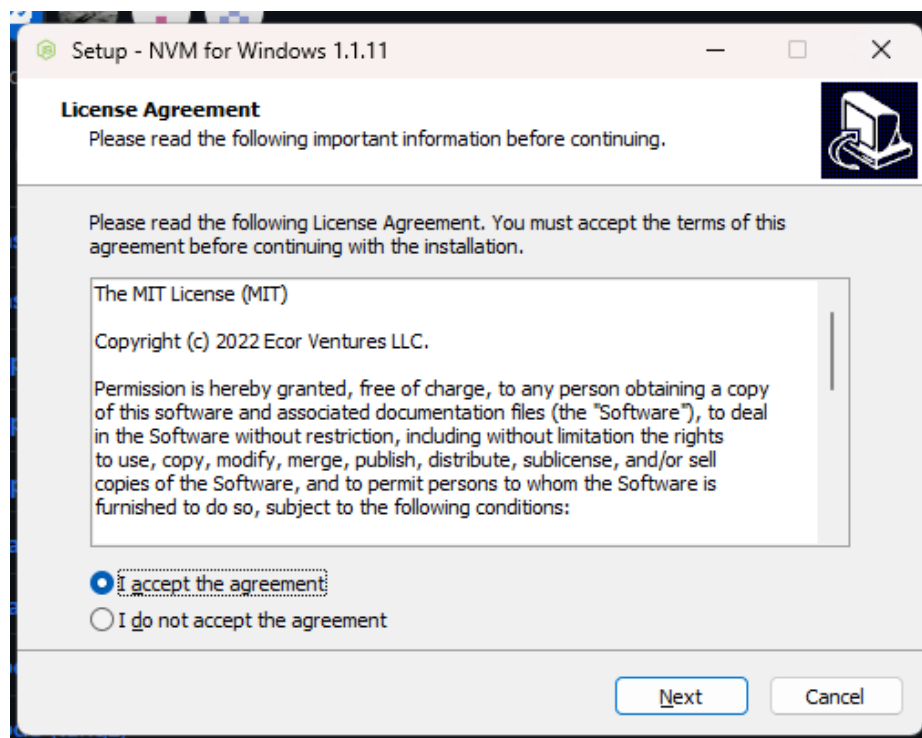 Setup - NVM for Windows 1.1.11
License Agreement
Please read the following important information before continuing.
Please read the following License Agreement. You must accept the terms of this
agreement before continuing with the installation.
The MIT License (MIT)
Copyright (c) 2022 Ecor Ventures LLC.
Permission is hereby granted, free of charge, to any person obtaining a copy
of this software and associated documentation files (the "Software"), to deal
in the Software without restriction, including without limitation the rights
to use, copy, modify, merge, publish, distribute, sublicense, and/or sell
copies of the Software, and to permit persons to whom the Software is
furnished to do so, subject to the following conditions:
I accept the agreement
I do not accept the agreement
Next
Cancel